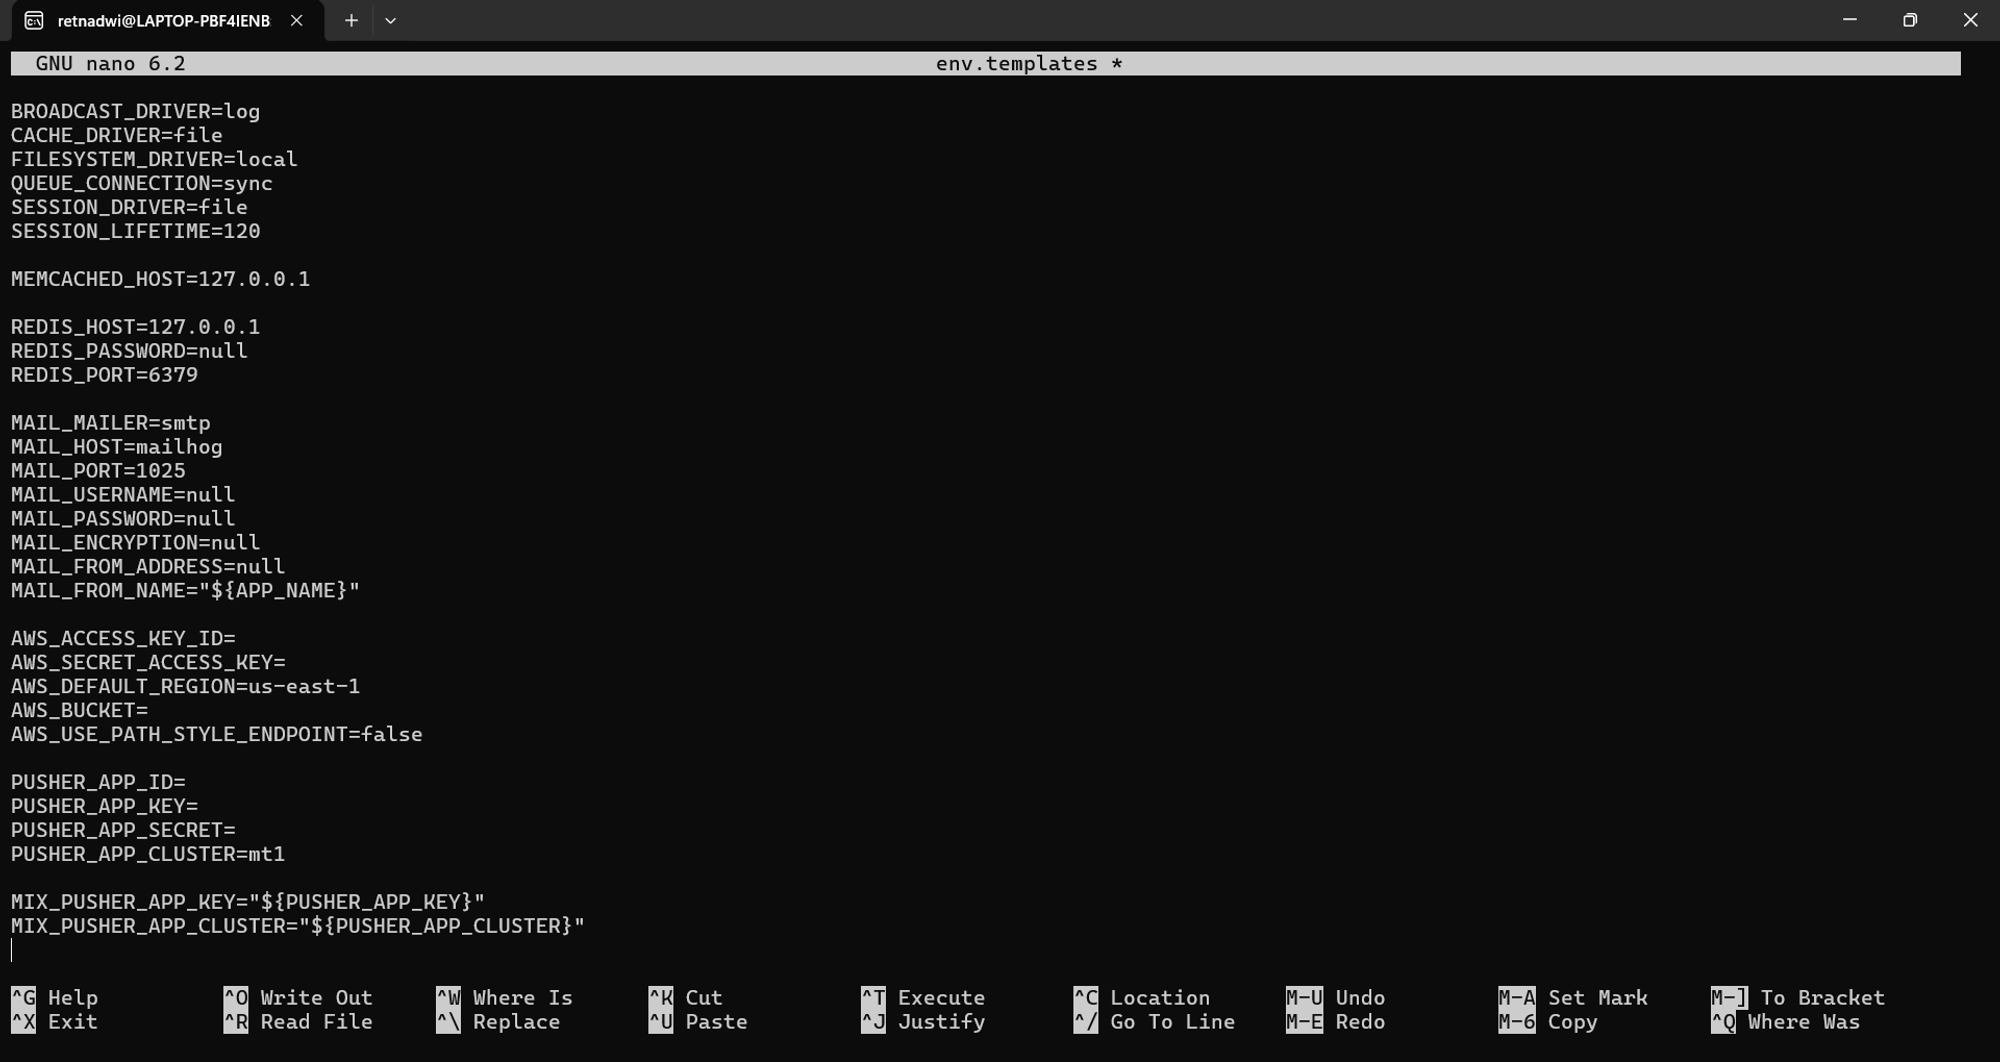 retnadwi@LAPTOP-PBF4IENB
GNU nano 6.2 env.templates *
BROADCAST_DRIVER=log
CACHE_DRIVER=file
FILESYSTEM_DRIVER=local
QUEUE_CONNECTION=sync
SESSION_DRIVER=file
SESSION_LIFETIME=120
MEMCACHED_HOST=127.0.0.1
REDIS_HOST=127.0.0.1
REDIS_PASSWORD=null
REDIS_PORT=6379
MAIL_MAILER=smtp
MAIL_HOST=mailhog
MAIL_PORT=1025
MAIL_USERNAME=null
MAIL_PASSWORD=null
MAIL_ENCRYPTION=null
MAIL_FROM_ADDRESS=null
MAIL_FROM_NAME="${APP_NAME}"
AWS_ACCESS_KEY_ID=
AWS_SECRET_ACCESS_KEY=
AWS_DEFAULT_REGION=us-east-1
AWS_BUCKET=
AWS_USE_PATH_STYLE_ENDPOINT=false
PUSHER_APP_ID=
PUSHER_APP_KEY=
PUSHER_APP_SECRET=
PUSHER_APP_CLUSTER=mt1
MIX_PUSHER_APP_KEY="${PUSHER_APP_KEY}"
MIX_PUSHER_APP_CLUSTER="${PUSHER_APP_CLUSTER}"
^G Help ^O Write Out ^W Where Is ^K Cut ^T Execute ^C Location M-U Undo M-A Set Mark M-] To Bracket
^X Exit ^R Read File ^\ Replace ^U Paste ^J Justify ^/ Go To Line M-E Redo M-6 Copy ^Q Where Was